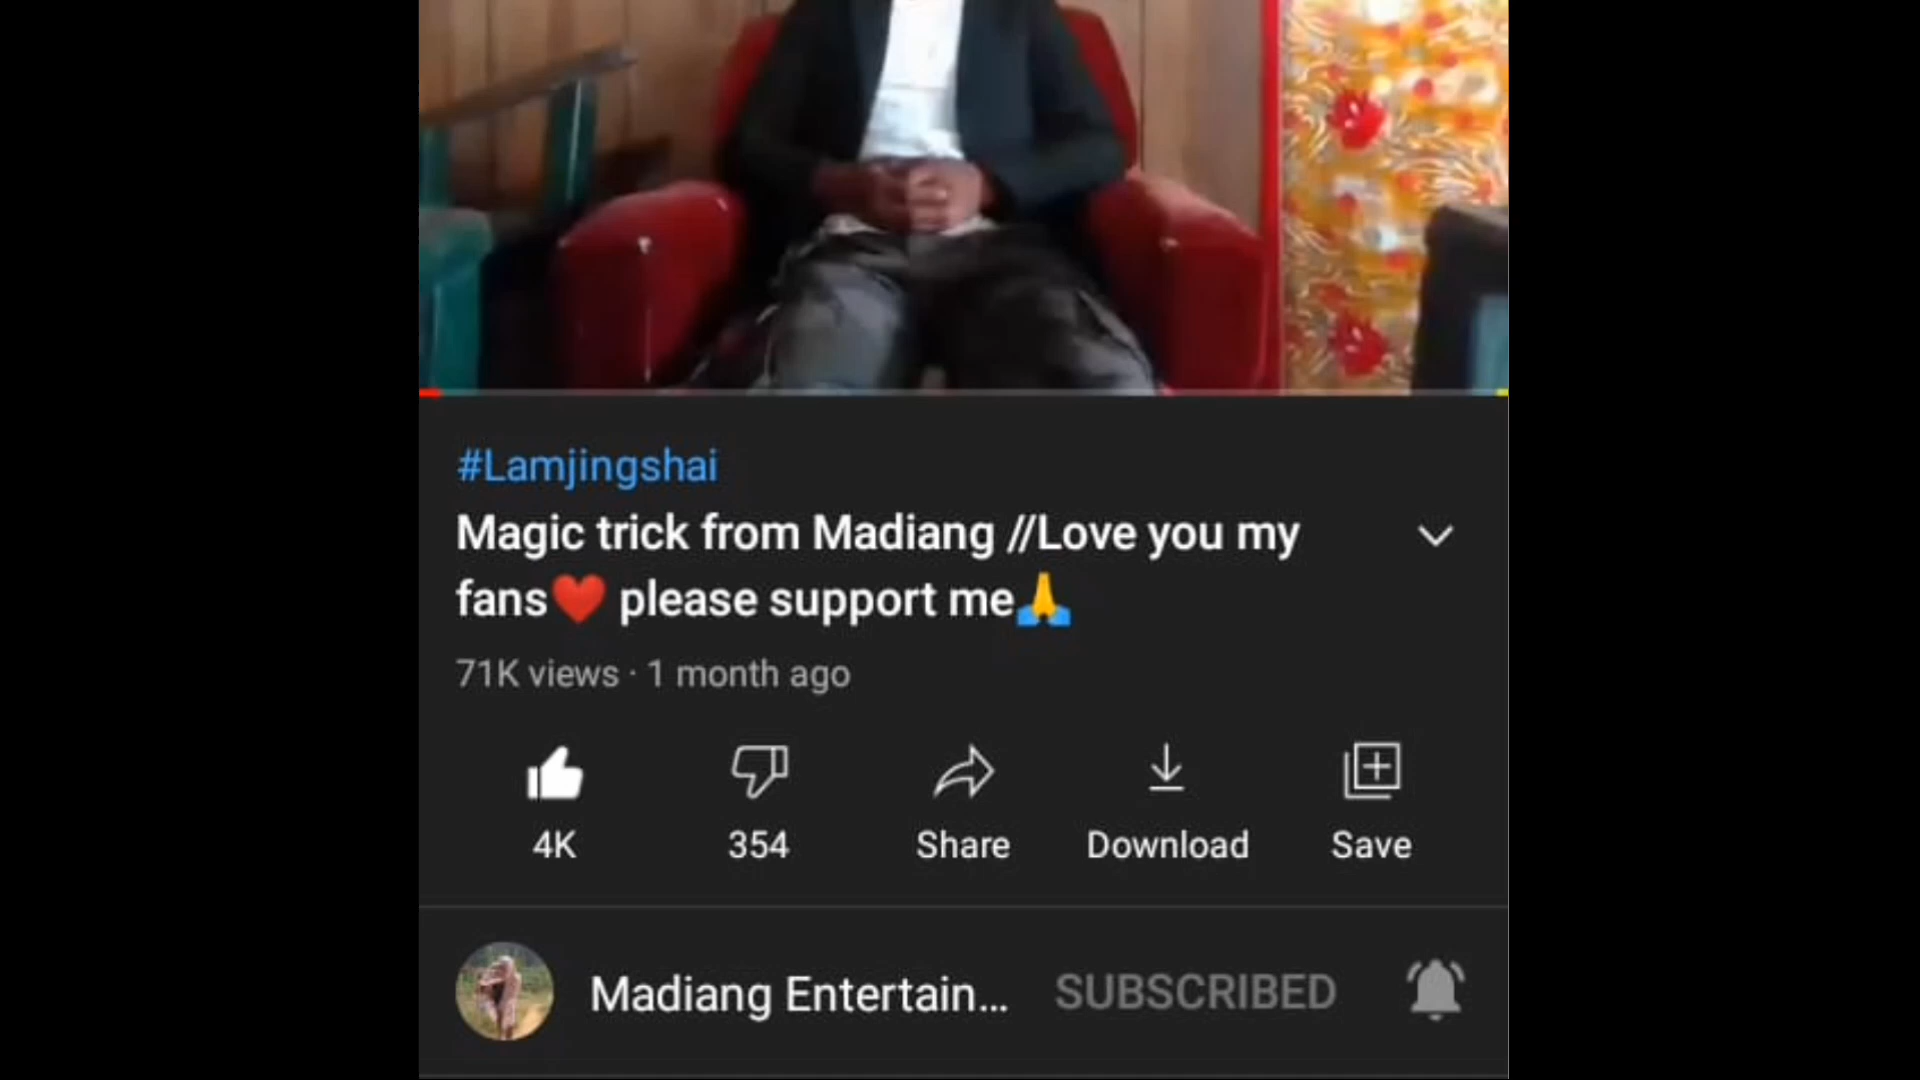 #Lamjingshai
Magic trick from Madiang //Love you my
fans❤️ please support me🙏
71K views · 1 month ago
4K 354 Share Download Save
Madiang Entertain... SUBSCRIBED